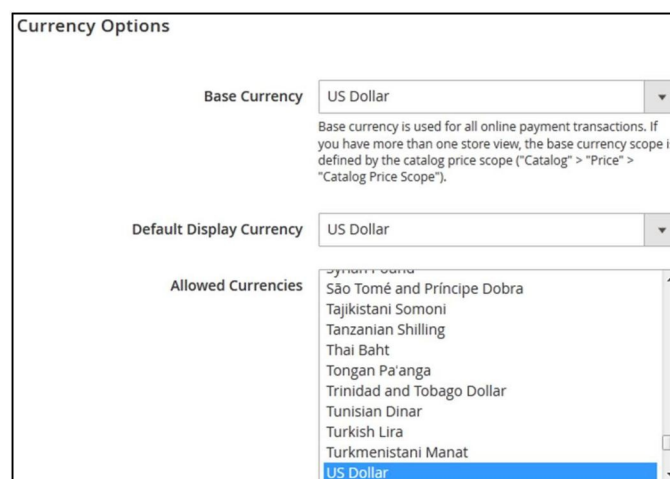 Currency Options
Base Currency
US Dollar
Base currency is used for all online payment transactions. If
you have more than one store view, the base currency scope i
defined by the catalog price scope ("Catalog" > "Price" >
"Catalog Price Scope").
Default Display Currency
US Dollar
Allowed Currencies
São Tomé and Príncipe Dobra
Tajikistani Somoni
Tanzanian Shilling
Thai Baht
Tongan Paʻanga
Trinidad and Tobago Dollar
Tunisian Dinar
Turkish Lira
Turkmenistani Manat
US Dollar